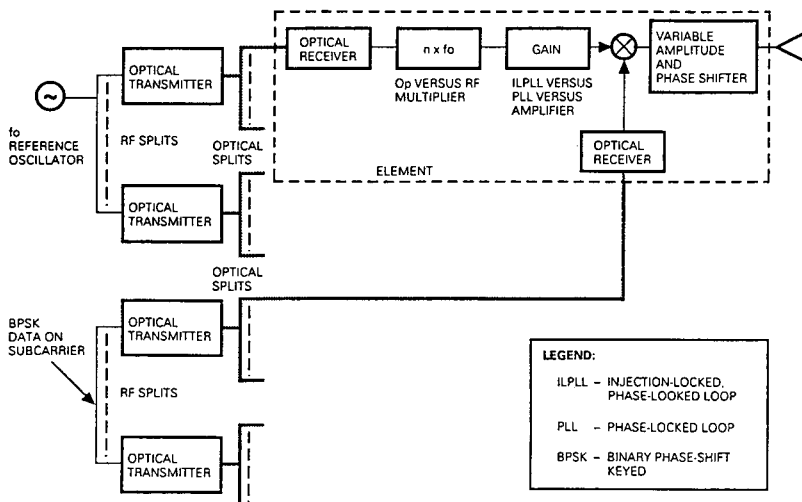 OPTICAL
TRANSMITTER
OPTICAL
RECEIVER
n x fo
GAIN
VARIABLE
AMPLITUDE
AND
PHASE SHIFTER
Op VERSUS RF
MULTIPLIER
ILPLL VERSUS
PLL VERSUS
AMPLIFIER
~
fo
REFERENCE
OSCILLATOR
RF SPLITS
OPTICAL
SPLITS
OPTICAL
RECEIVER
ELEMENT
OPTICAL
TRANSMITTER
OPTICAL
SPLITS
BPSK
DATA ON
SUBCARRIER
OPTICAL
TRANSMITTER
RF SPLITS
OPTICAL
TRANSMITTER
LEGEND:
ILPLL – INJECTION-LOCKED,
PHASE-LOOKED LOOP
PLL – PHASE-LOCKED LOOP
BPSK – BINARY PHASE-SHIFT
KEYED